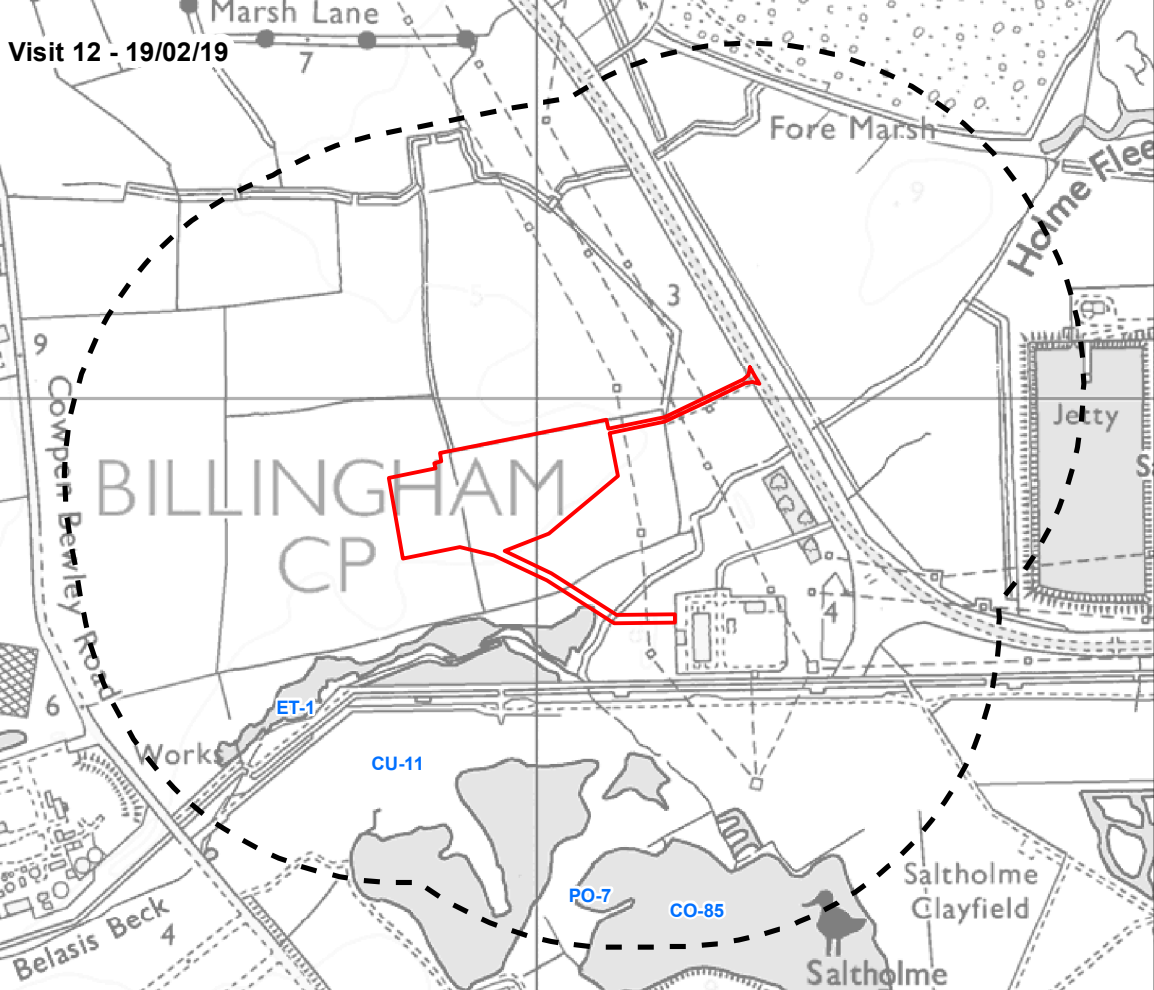 Marsh Lane
Visit 12 - 19/02/19
7
Fore Marsh
9
Holme Flee
3
5
9
Cowpen Bewley Road
Jetty
Sa
BILLINGHAM
CP
4
6
ET-1
Works
CU-11
PO-7
CO-85
Saltholme
Clayfield
Belasis Beck
4
Saltholme